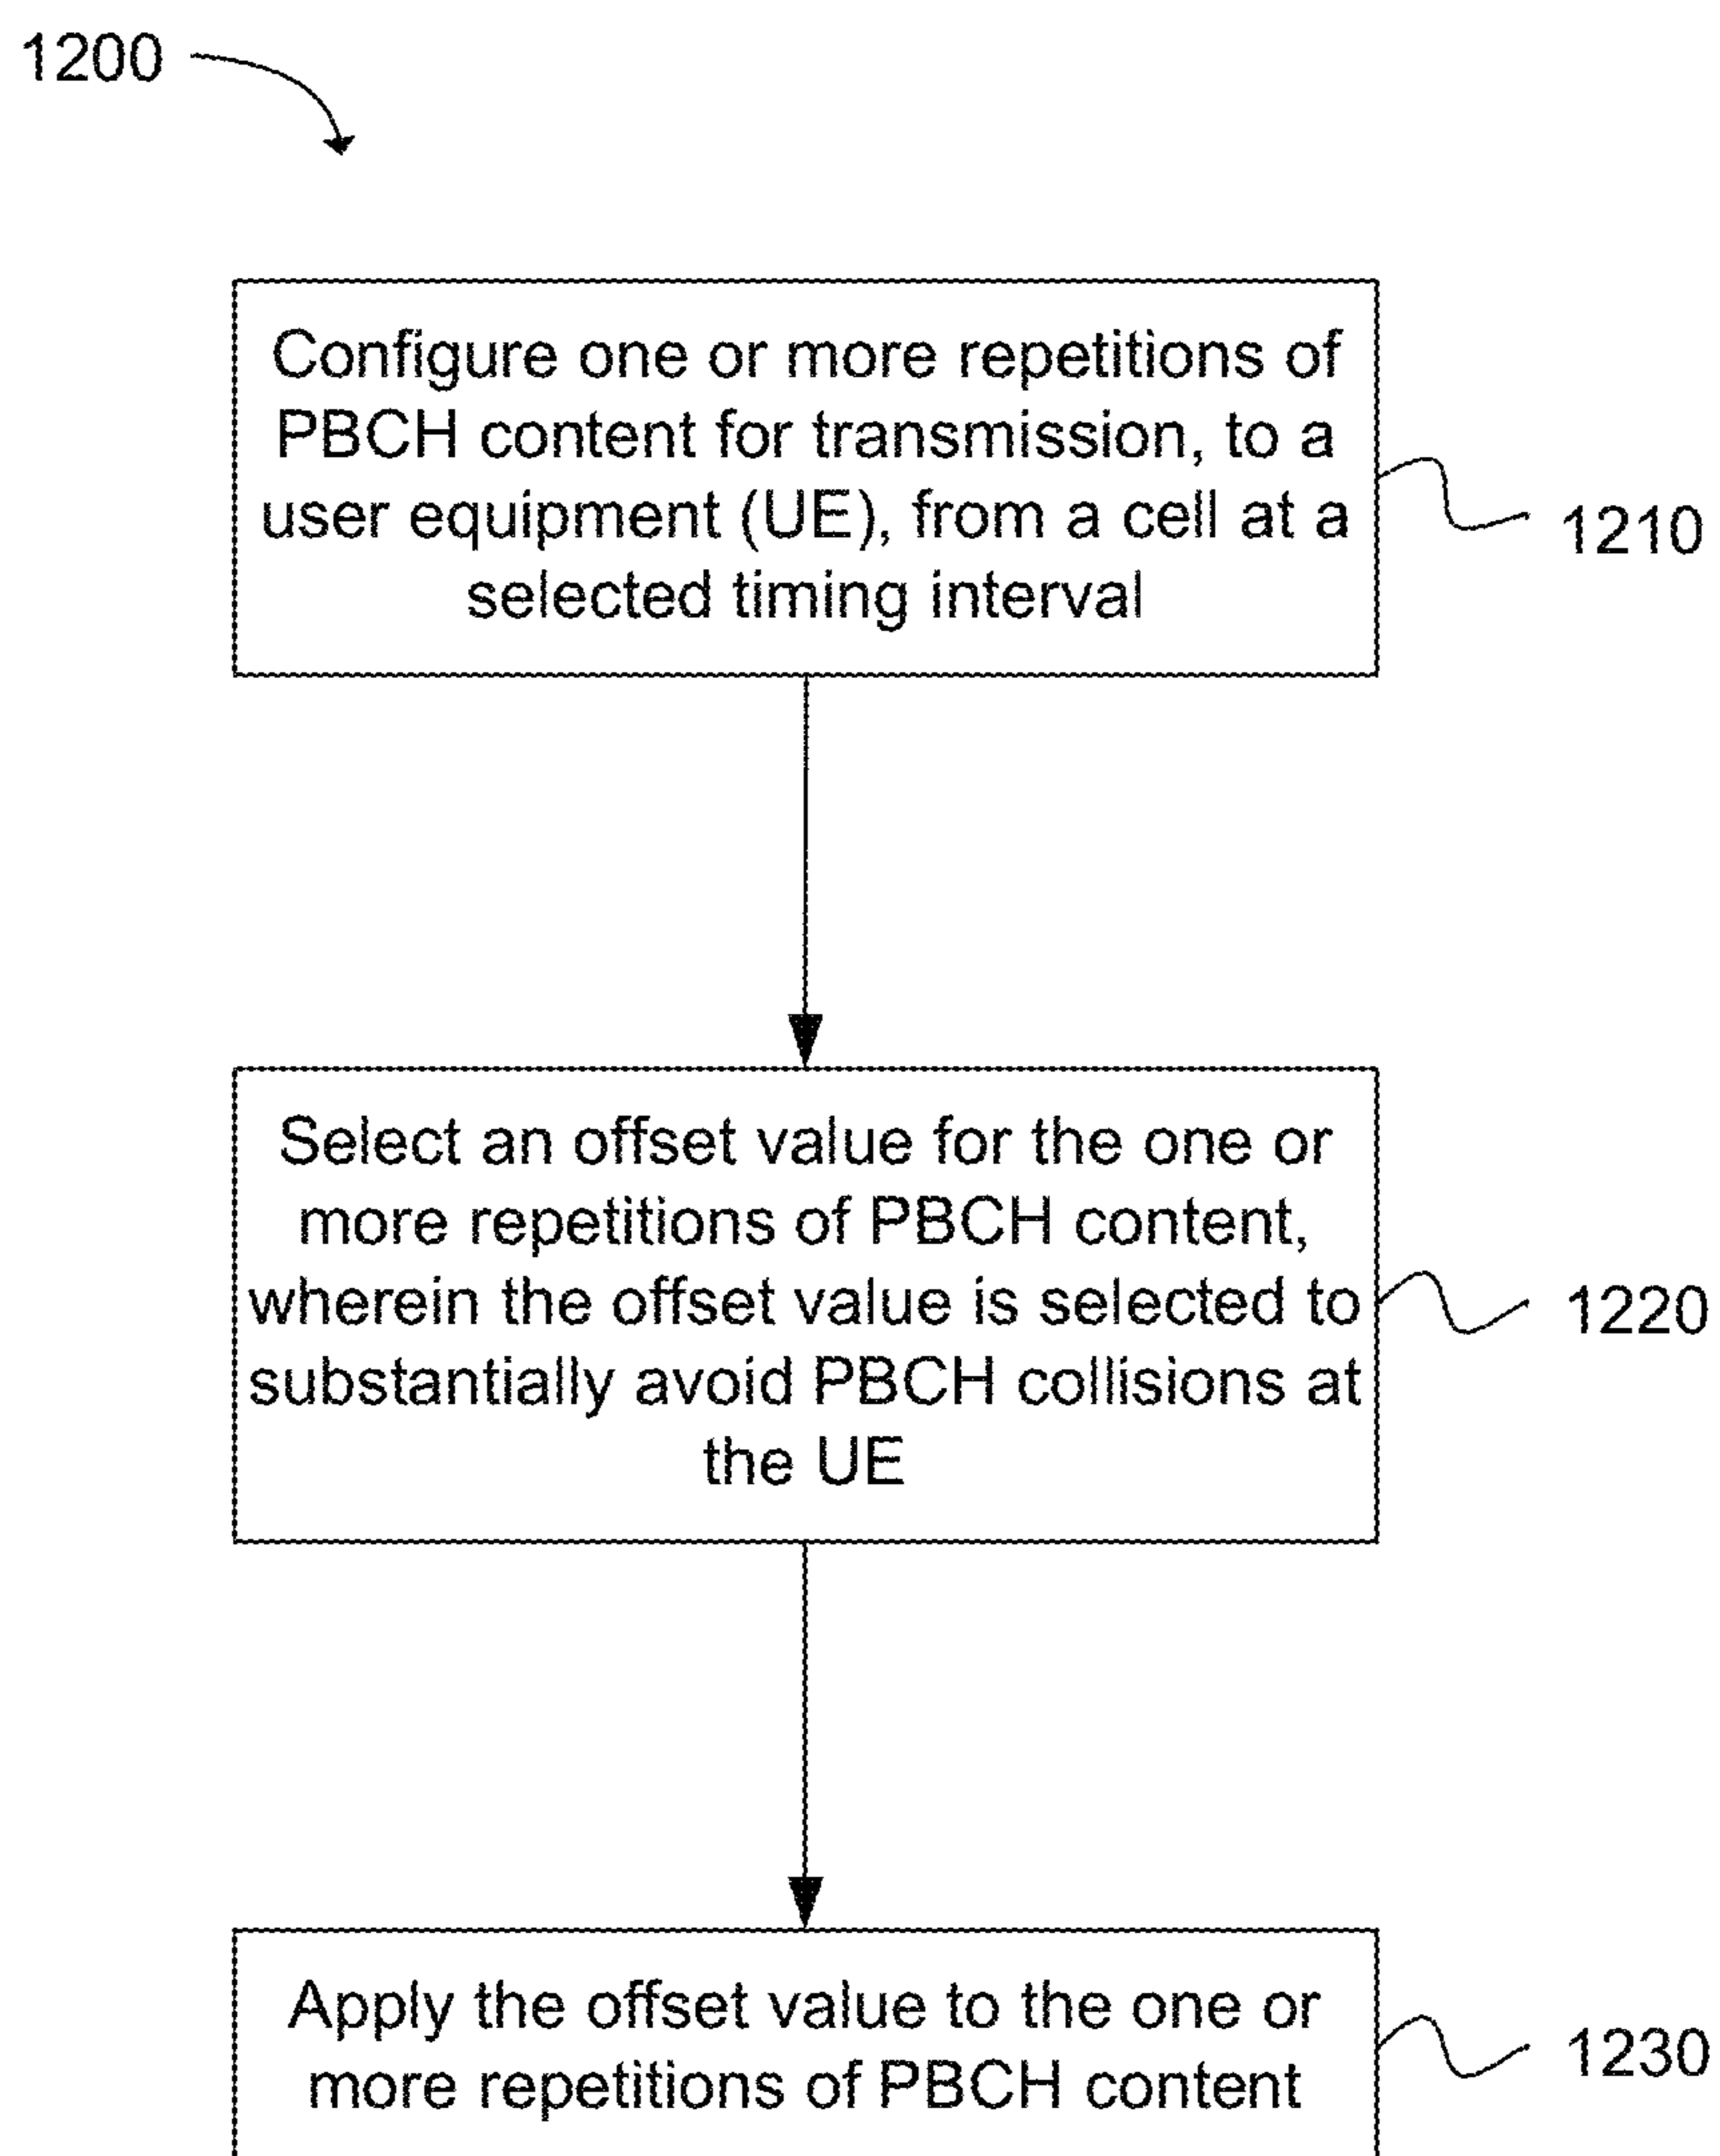 1200
Configure one or more repetitions of
PBCH content for transmission, to a
user equipment (UE), from a cell at a
selected timing interval
1210
Select an offset value for the one or
more repetitions of PBCH content,
wherein the offset value is selected to
substantially avoid PBCH collisions at
the UE
1220
Apply the offset value to the one or
more repetitions of PBCH content
1230